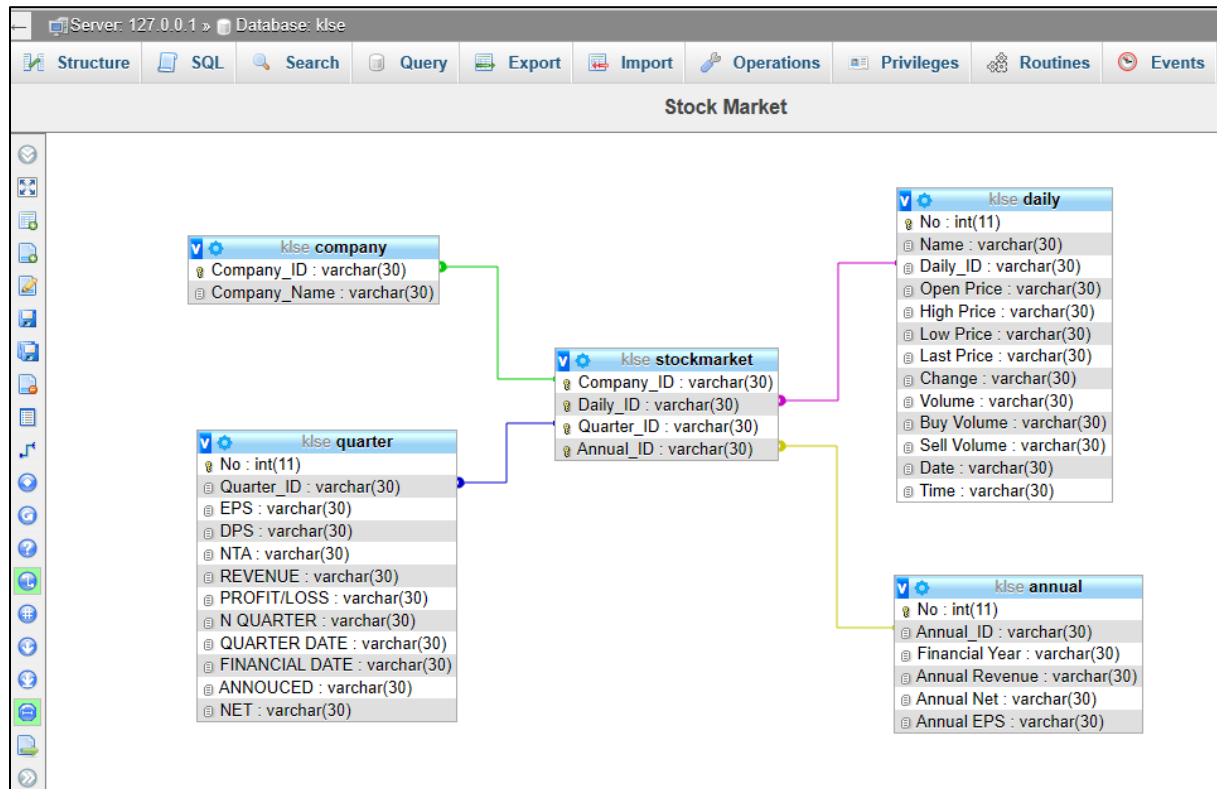 Server: 127.0.0.1 » Database: klse
Structure SQL Search Query Export Import Operations Privileges Routines Events
Stock Market
klse company
Company_ID : varchar(30)
Company_Name : varchar(30)
klse stockmarket
Company_ID : varchar(30)
Daily_ID : varchar(30)
Quarter_ID : varchar(30)
Annual_ID : varchar(30)
klse quarter
No : int(11)
Quarter_ID : varchar(30)
EPS : varchar(30)
DPS : varchar(30)
NTA : varchar(30)
REVENUE : varchar(30)
PROFIT/LOSS : varchar(30)
N QUARTER : varchar(30)
QUARTER DATE : varchar(30)
FINANCIAL DATE : varchar(30)
ANNOUCED : varchar(30)
NET : varchar(30)
klse daily
No : int(11)
Name : varchar(30)
Daily_ID : varchar(30)
Open Price : varchar(30)
High Price : varchar(30)
Low Price : varchar(30)
Last Price : varchar(30)
Change : varchar(30)
Volume : varchar(30)
Buy Volume : varchar(30)
Sell Volume : varchar(30)
Date : varchar(30)
Time : varchar(30)
klse annual
No : int(11)
Annual_ID : varchar(30)
Financial Year : varchar(30)
Annual Revenue : varchar(30)
Annual Net : varchar(30)
Annual EPS : varchar(30)